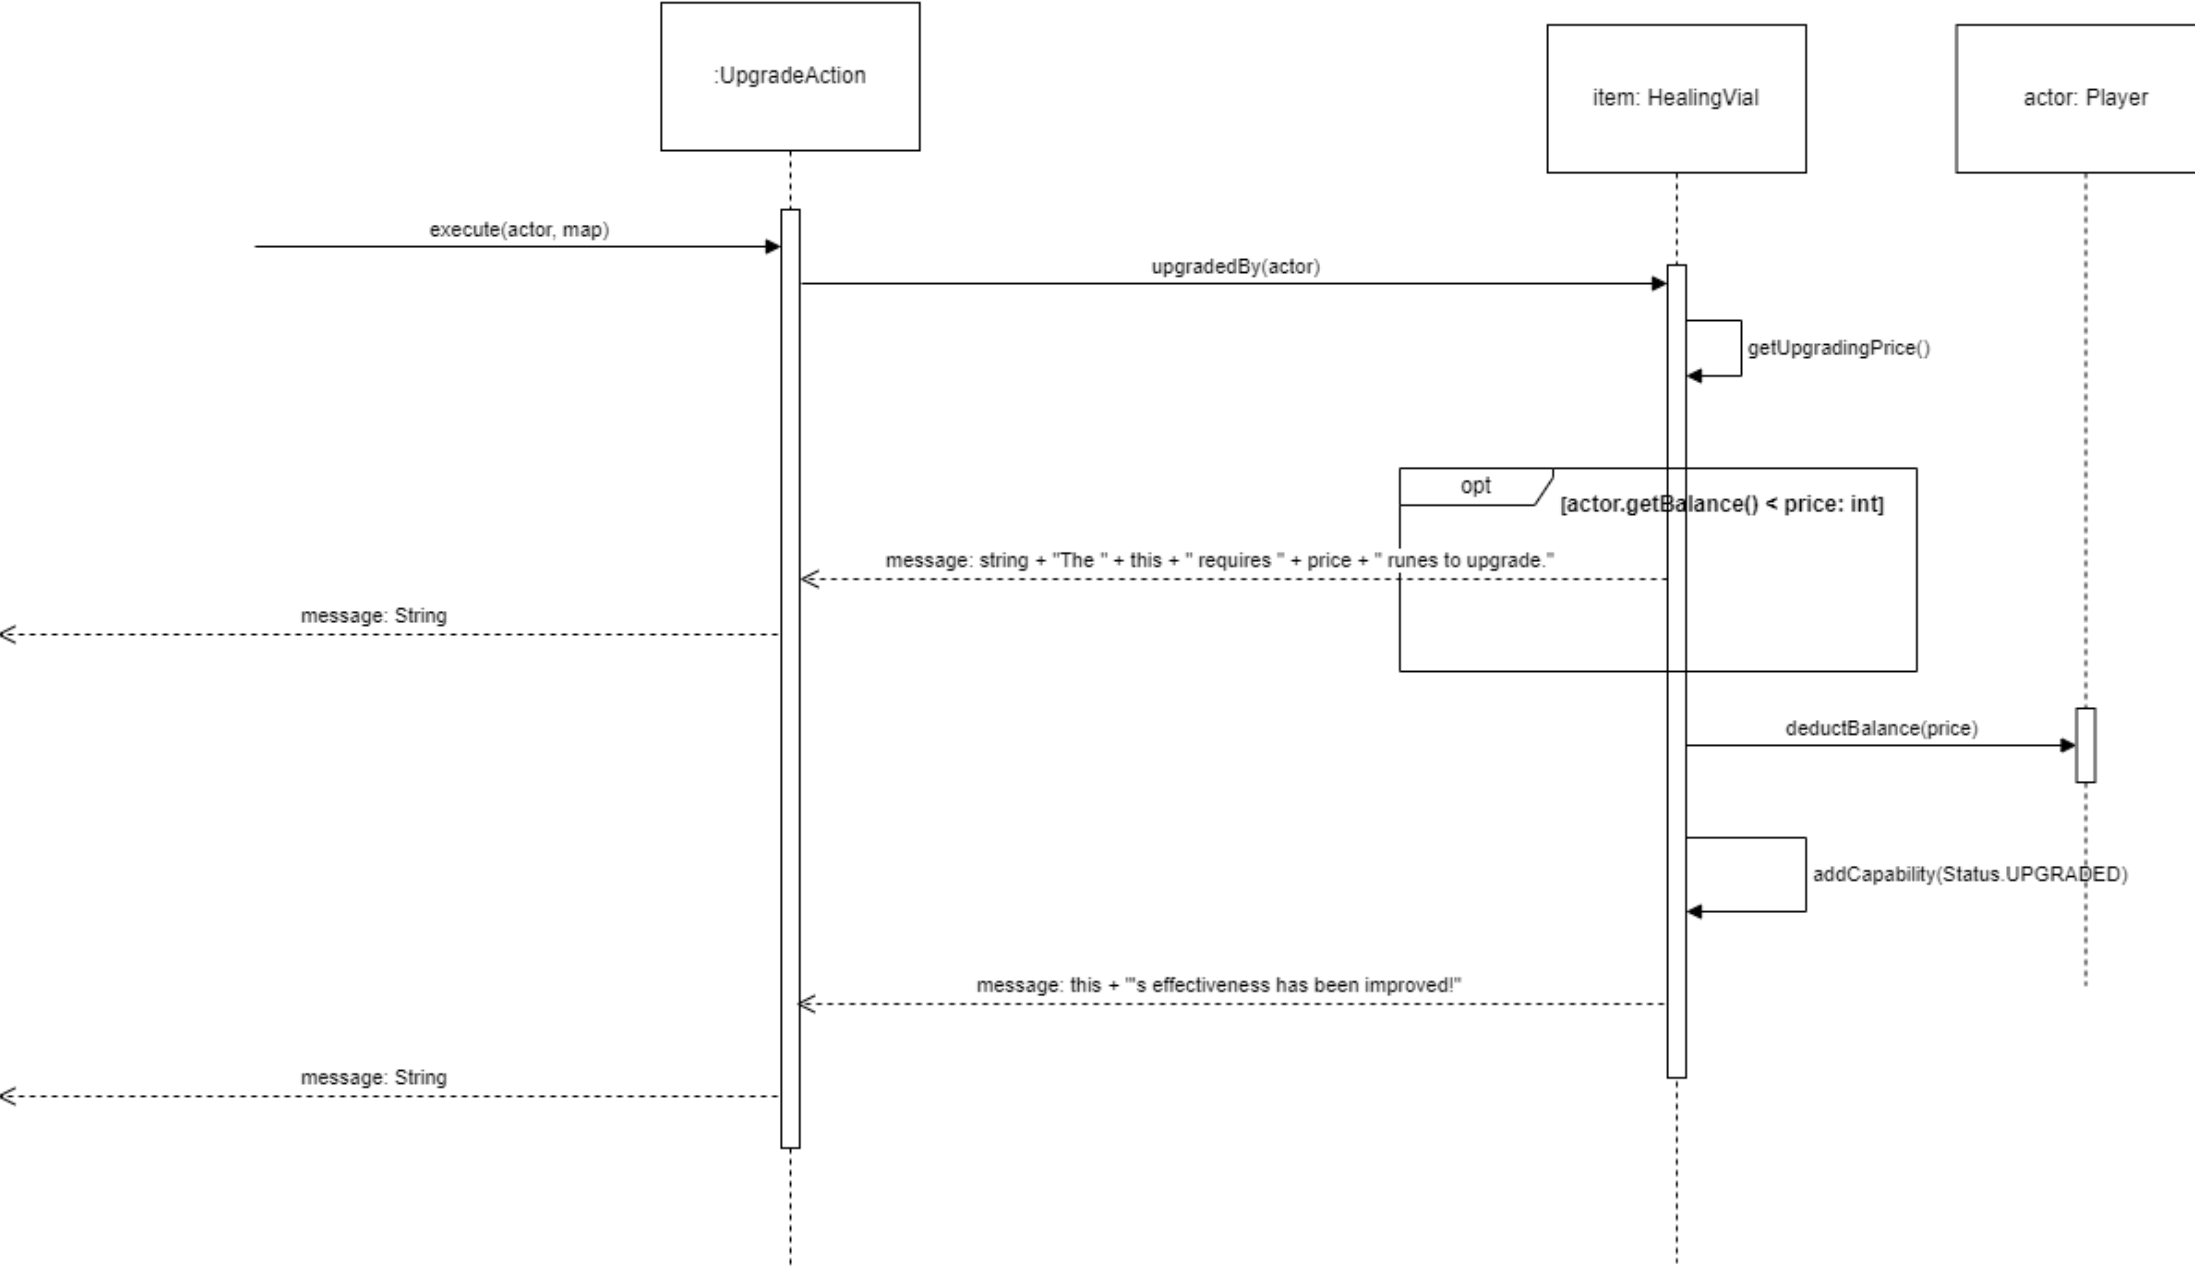 :UpgradeAction
item: HealingVial
actor: Player
execute(actor, map)
upgradedBy(actor)
getUpgradingPrice()
opt
[actor.getBalance() < price: int]
message: string + "The " + this + " requires " + price + " runes to upgrade."
message: String
deductBalance(price)
addCapability(Status.UPGRADED)
message: this + "'s effectiveness has been improved!"
message: String